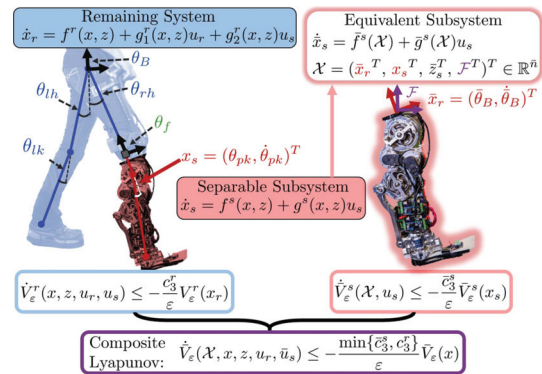 Remaining System
ẋ_r = f^r(x, z) + g_1^r(x, z)u_r + g_2^r(x, z)u_s
Equivalent Subsystem
ẋ̄_s = f̄^s(𝒳) + ḡ^s(𝒳)u_s
𝒳 = (x̄_r^T, x_s^T, z̄_s^T, ℱ^T)^T ∈ ℝ^n̄
θ_B
θ_lh
θ_rh
θ_f
θ_lk
ℱ
x̄_r = (θ̄_B, θ̄̇_B)^T
x_s = (θ_pk, θ̇_pk)^T
Separable Subsystem
ẋ_s = f^s(x, z) + g^s(x, z)u_s
V̇_ε^r(x, z, u_r, u_s) ≤ −(c_3^r/ε) V_ε^r(x_r)
V̄̇_ε^s(𝒳, u_s) ≤ −(c̄_3^s/ε) V̄_ε^s(x_s)
Composite Lyapunov: V̄̇_ε(𝒳, x, z, u_r, ū_s) ≤ −(min{c̄_3^s, c_3^r}/ε) V̄_ε(x)